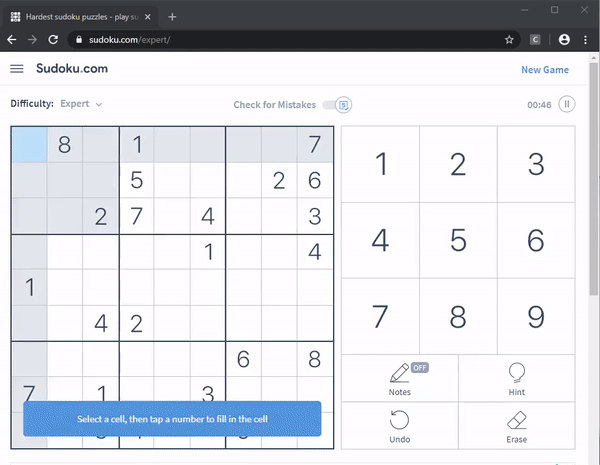 Hardest sudoku puzzles - play su
sudoku.com/expert/
C
Sudoku.com
New Game
Difficulty: Expert
Check for Mistakes
00:46
8 1 7
5 2 6
2 7 4 3
1 4
1
4 2
6 8
7 1 3
1 2 3
4 5 6
7 8 9
Notes OFF
Hint
Undo
Erase
Select a cell, then tap a number to fill in the cell